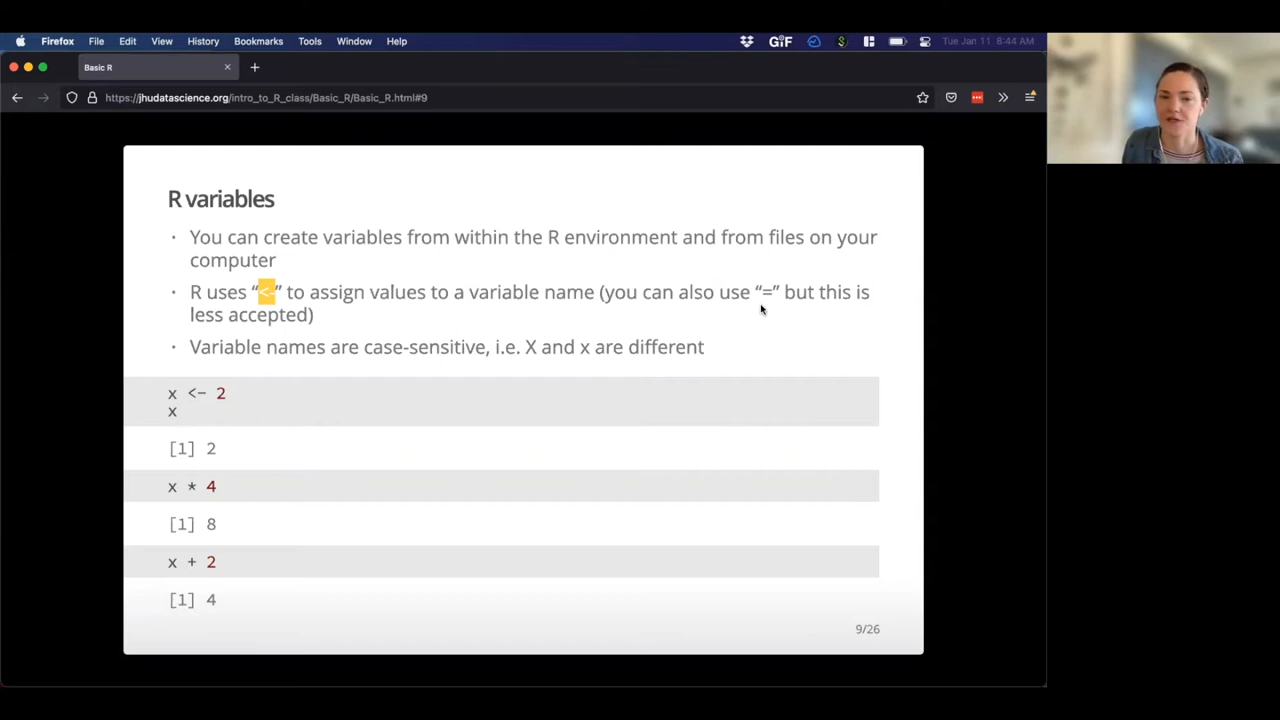 Firefox File Edit View History Bookmarks Tools Window Help GIF $ Tue Jan 11 8:44 AM
Basic R
https://jhudatascience.org/intro_to_R_class/Basic_R/Basic_R.html#9
R variables
· You can create variables from within the R environment and from files on your
computer
· R uses “<-” to assign values to a variable name (you can also use “=” but this is
less accepted)
· Variable names are case-sensitive, i.e. X and x are different
x <- 2
x
[1] 2
x * 4
[1] 8
x + 2
[1] 4
9/26